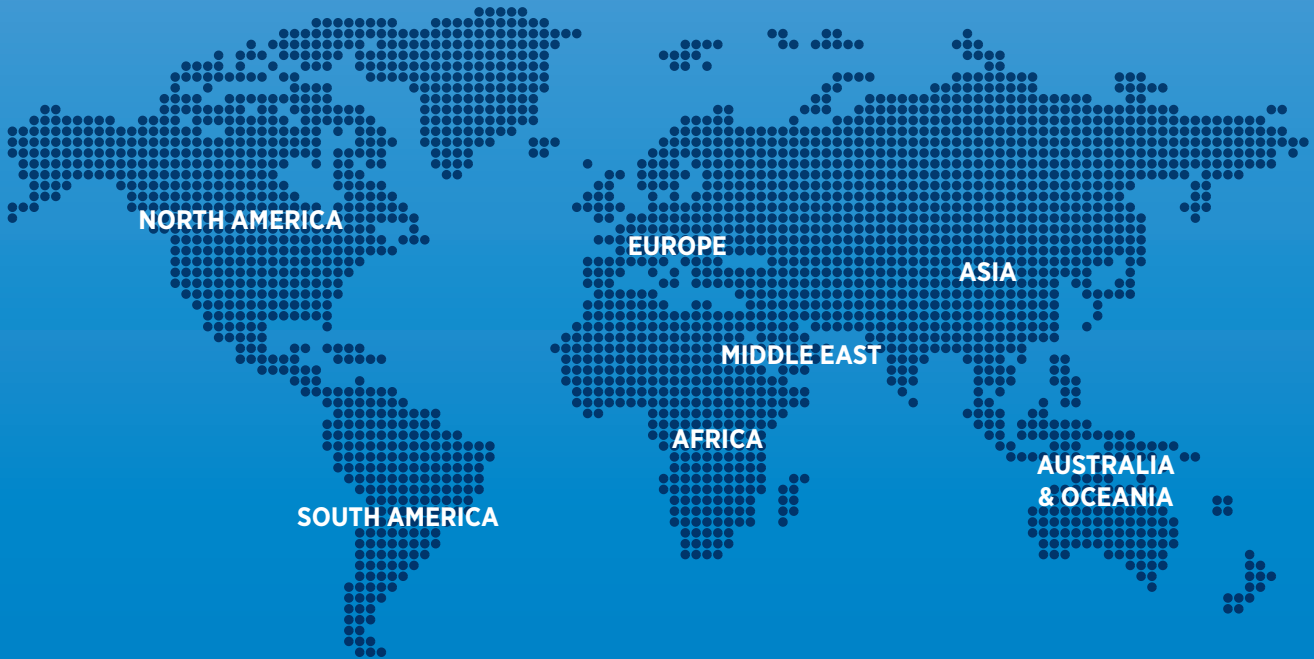 NORTH AMERICA
EUROPE
ASIA
MIDDLE EAST
AFRICA
AUSTRALIA
& OCEANIA
SOUTH AMERICA